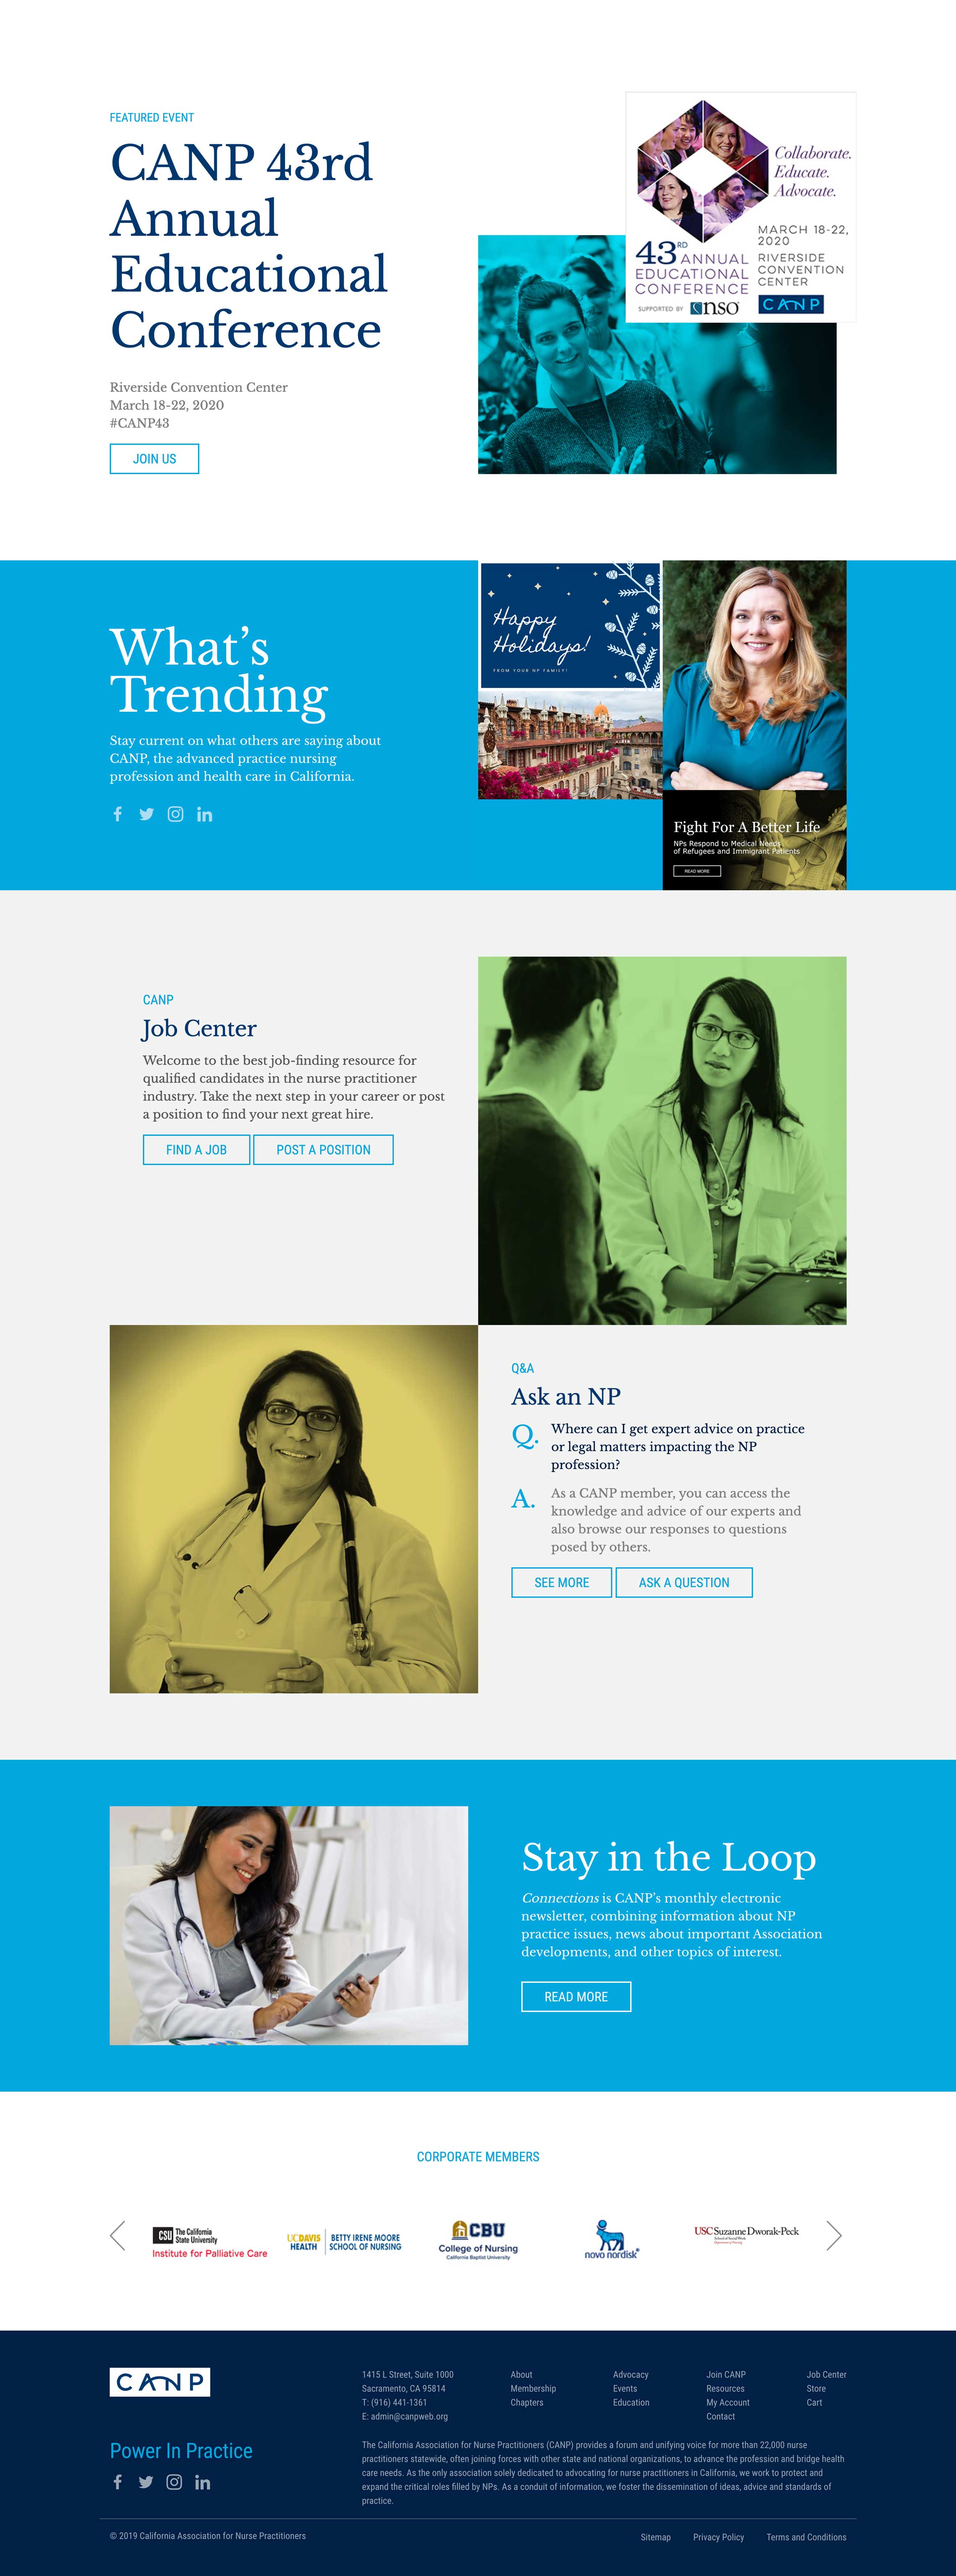 FEATURED EVENT
CANP 43rd
Annual
Educational
Conference
Riverside Convention Center
March 18-22, 2020
#CANP43
JOIN US
Collaborate.
Educate.
Advocate.
MARCH 18-22,
2020
RIVERSIDE
CONVENTION
CENTER
43RD ANNUAL
EDUCATIONAL
CONFERENCE
SUPPORTED BY nso
CANP
What's
Trending
Stay current on what others are saying about
CANP, the advanced practice nursing
profession and health care in California.
Happy
Holidays!
FROM YOUR NP FAMILY!
Fight For A Better Life
NPs Respond to Medical Needs
of Refugees and Immigrant Patients
READ MORE
CANP
Job Center
Welcome to the best job-finding resource for
qualified candidates in the nurse practitioner
industry. Take the next step in your career or post
a position to find your next great hire.
FIND A JOB
POST A POSITION
Q&A
Ask an NP
Q. Where can I get expert advice on practice
or legal matters impacting the NP
profession?
A. As a CANP member, you can access the
knowledge and advice of our experts and
also browse our responses to questions
posed by others.
SEE MORE
ASK A QUESTION
Stay in the Loop
Connections is CANP's monthly electronic
newsletter, combining information about NP
practice issues, news about important Association
developments, and other topics of interest.
READ MORE
CORPORATE MEMBERS
CSU The California
State University
Institute for Palliative Care
UCDAVIS
HEALTH
BETTY IRENE MOORE
SCHOOL OF NURSING
CBU
College of Nursing
California Baptist University
novo nordisk
USC Suzanne Dworak-Peck
School of Social Work
CANP
Power In Practice
1415 L Street, Suite 1000
Sacramento, CA 95814
T: (916) 441-1361
E: admin@canpweb.org
About
Membership
Chapters
Advocacy
Events
Education
Join CANP
Resources
My Account
Contact
Job Center
Store
Cart
The California Association for Nurse Practitioners (CANP) provides a forum and unifying voice for more than 22,000 nurse
practitioners statewide, often joining forces with other state and national organizations, to advance the profession and bridge health
care needs. As the only association solely dedicated to advocating for nurse practitioners in California, we work to protect and
expand the critical roles filled by NPs. As a conduit of information, we foster the dissemination of ideas, advice and standards of
practice.
© 2019 California Association for Nurse Practitioners
Sitemap
Privacy Policy
Terms and Conditions